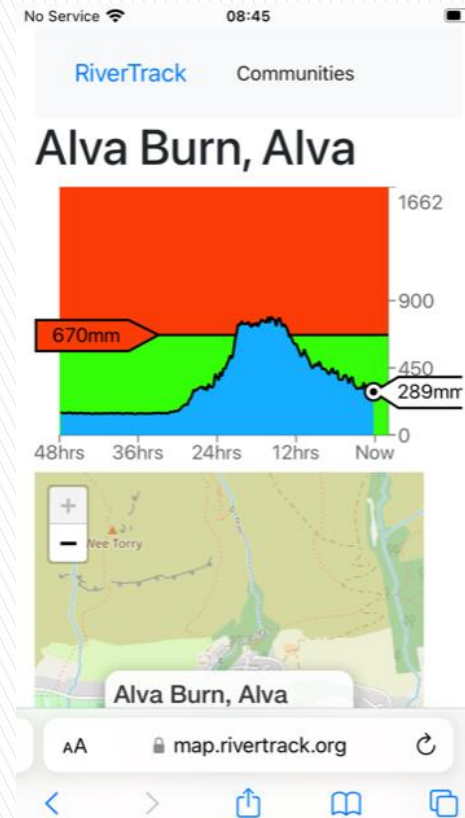 No Service 08:45
RiverTrack Communities
Alva Burn, Alva
1662
900
670mm
450
289mm
0
48hrs 36hrs 24hrs 12hrs Now
+
−
Wee Torry
Alva Burn, Alva
AA map.rivertrack.org